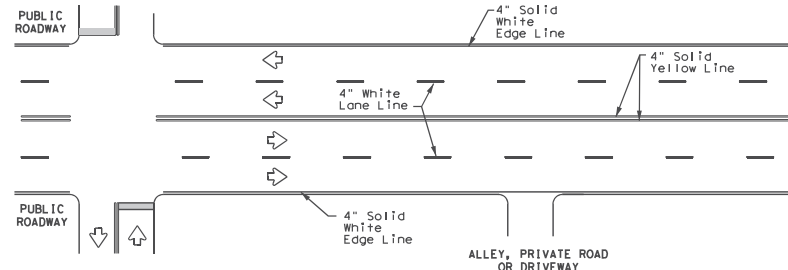 PUBLIC
ROADWAY
4" Solid
White
Edge Line
4" Solid
Yellow Line
4" White
Lane Line
PUBLIC
ROADWAY
4" Solid
White
Edge Line
ALLEY, PRIVATE ROAD
OR DRIVEWAY